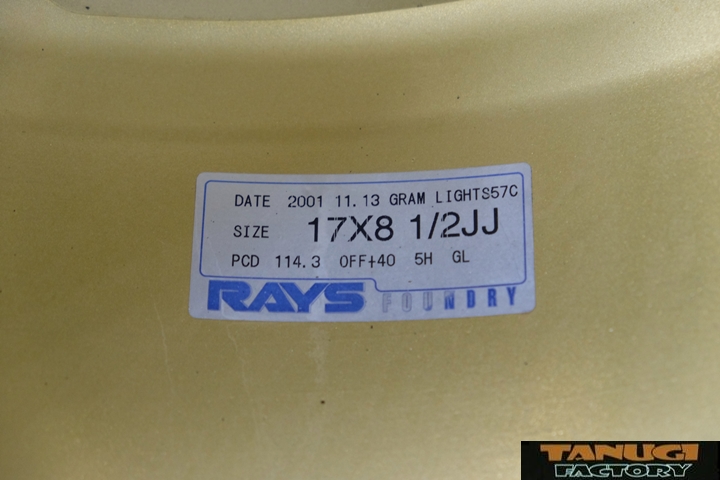 DATE 2001 11.13 GRAM LIGHTS57C
SIZE 17X8 1/2JJ
PCD 114.3 OFF+40 5H GL
RAYS FOUNDRY
TANUGI
FACTORY